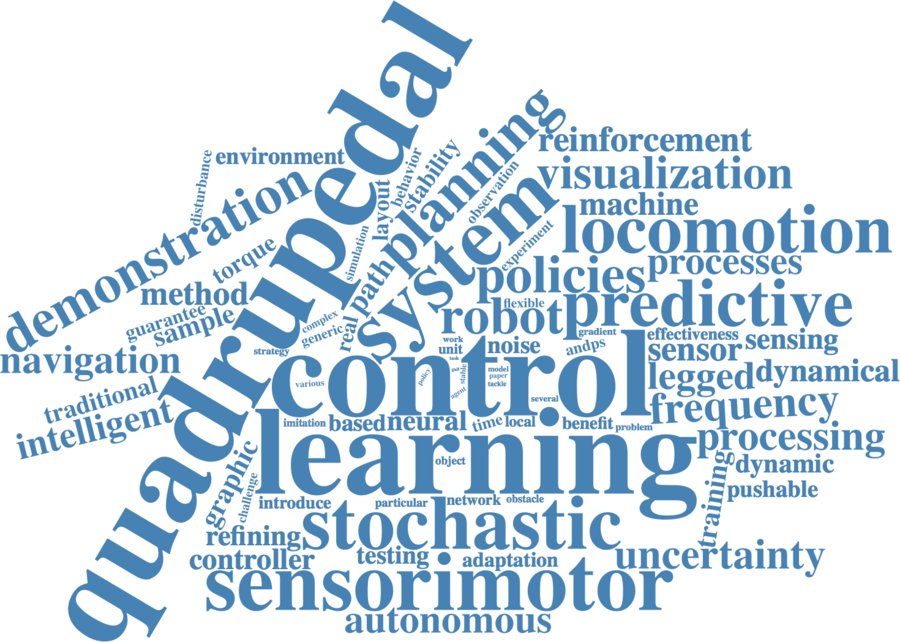 quadrupedal
environment
disturbance
demonstration
torque
method
guarantee
sample
navigation
traditional
intelligent
behavior
stability
layout
simulation
planning
observation
system
experiment
path
real
complex
generic
strategy
various
reinforcement
visualization
machine
locomotion
policies
processes
flexible
predictive
robot
gradient
effectiveness
sensing
work
unit
noise
andps
sensor
task
control
policy
stable
agent
model
paper
tackle
several
legged
dynamical
frequency
imitation
based
neural
time
local
benefit
problem
processing
learning
object
dynamic
pushable
training
graphic
challenge
introduce
particular
network
obstacle
refining
stochastic
controller
testing
adaptation
uncertainty
sensorimotor
autonomous